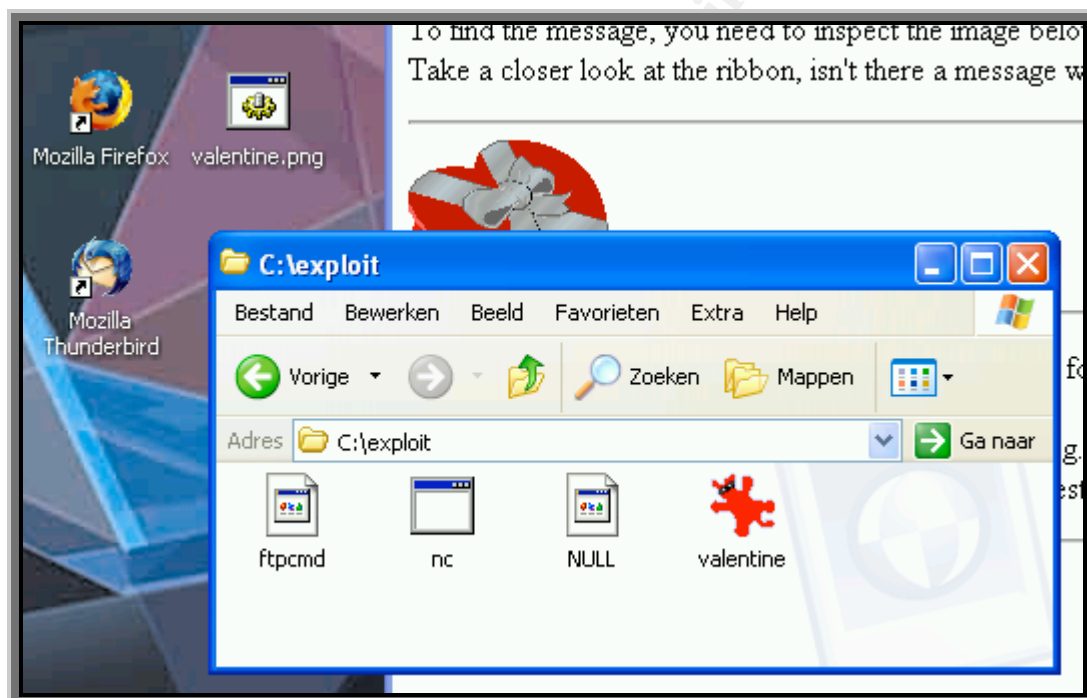 To find the message, you need to inspect the image belo
Take a closer look at the ribbon, isn't there a message w
Mozilla Firefox
valentine.png
Mozilla
Thunderbird
C:\exploit
Bestand Bewerken Beeld Favorieten Extra Help
Vorige Zoeken Mappen
Adres C:\exploit Ga naar
ftpcmd nc NULL valentine
fo
g.
est